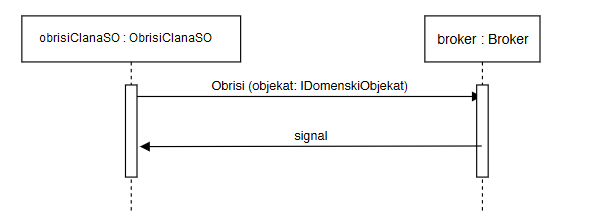 obrisiClanaSO : ObrisiClanaSO
broker : Broker
Obrisi (objekat: IDomenskiObjekat)
signal